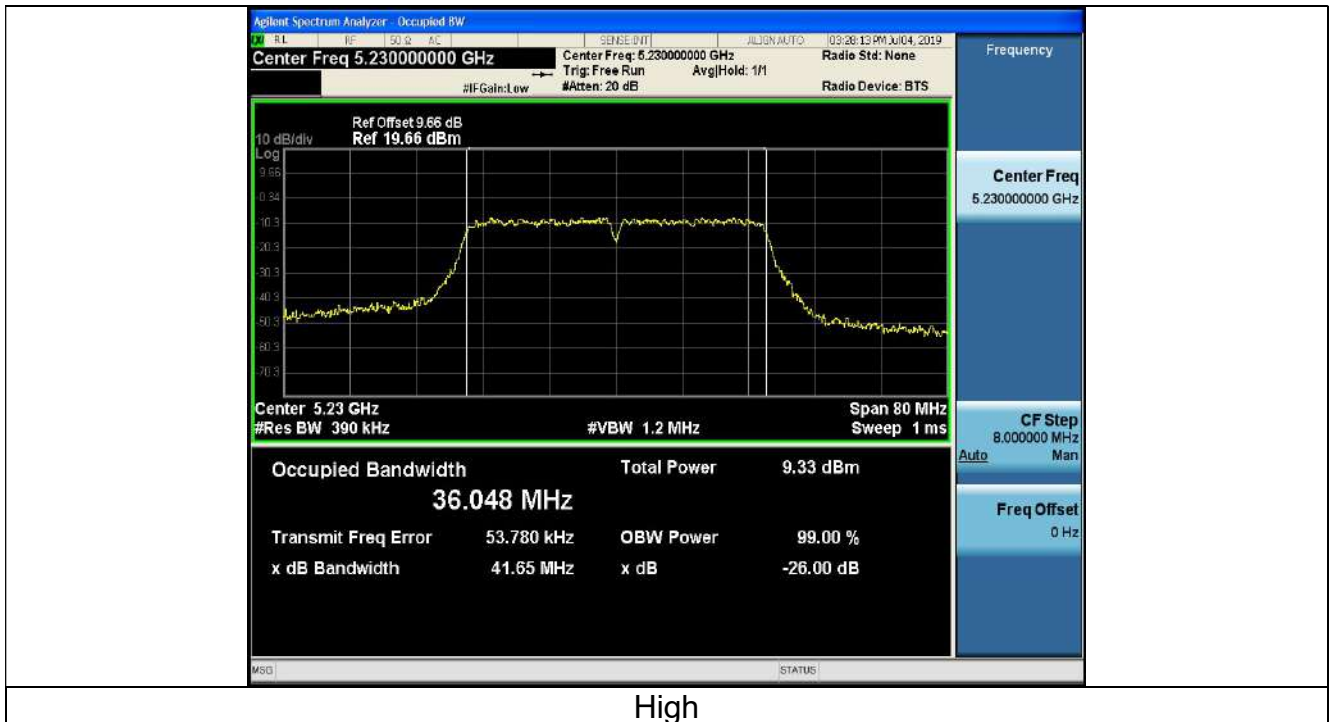 Agilent Spectrum Analyzer - Occupied BW
RL RF 50 Ω AC SENSE:INT ALIGN AUTO 03:28:13 PM Jul 04, 2019
Center Freq 5.230000000 GHz
Center Freq: 5.230000000 GHz
Radio Std: None
Trig: Free Run Avg|Hold: 1/1
#IFGain:Low
#Atten: 20 dB
Radio Device: BTS
Ref Offset 9.66 dB
10 dB/div Ref 19.66 dBm
Log
9.66
-0.34
-10.3
-20.3
-30.3
-40.3
-50.3
-60.3
-70.3
Center 5.23 GHz Span 80 MHz
#Res BW 390 kHz #VBW 1.2 MHz Sweep 1 ms
Occupied Bandwidth Total Power 9.33 dBm
36.048 MHz
Transmit Freq Error 53.780 kHz OBW Power 99.00 %
x dB Bandwidth 41.65 MHz x dB -26.00 dB
Frequency
Center Freq
5.230000000 GHz
CF Step
8.000000 MHz
Auto Man
Freq Offset
0 Hz
MSG STATUS
High